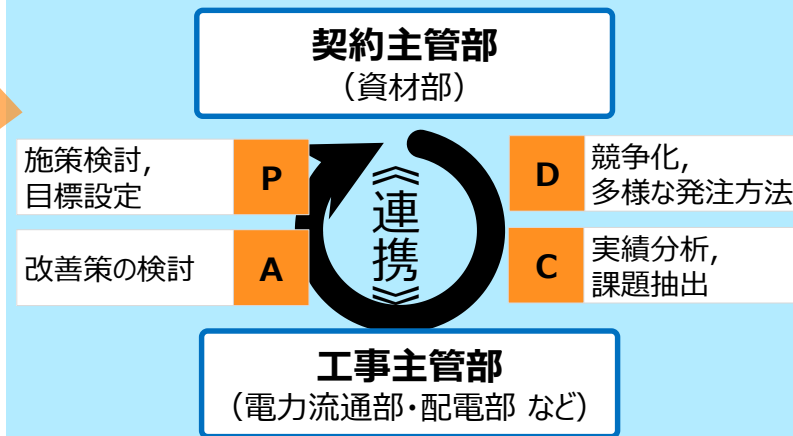 契約主管部
（資材部）
施策検討,
目標設定
P
D
競争化,
多様な発注方法
《連携》
改善策の検討
A
C
実績分析,
課題抽出
工事主管部
（電力流通部・配電部 など）